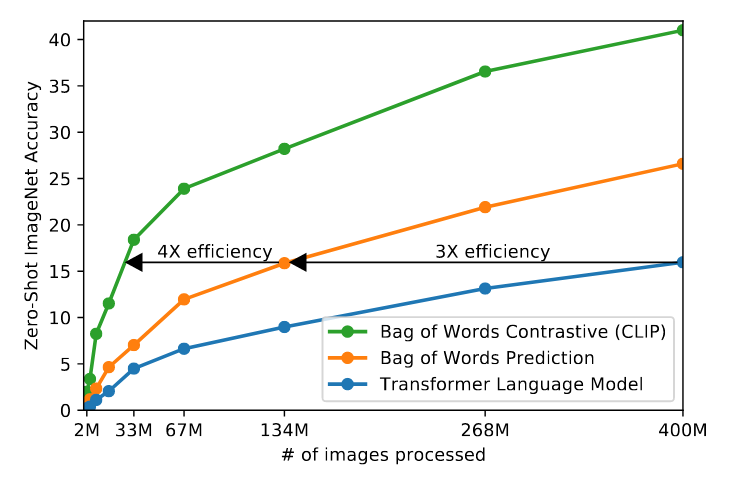 Zero-Shot ImageNet Accuracy
40
35
30
25
20
15
10
5
0
4X efficiency
3X efficiency
Bag of Words Contrastive (CLIP)
Bag of Words Prediction
Transformer Language Model
2M 33M 67M 134M 268M 400M
# of images processed